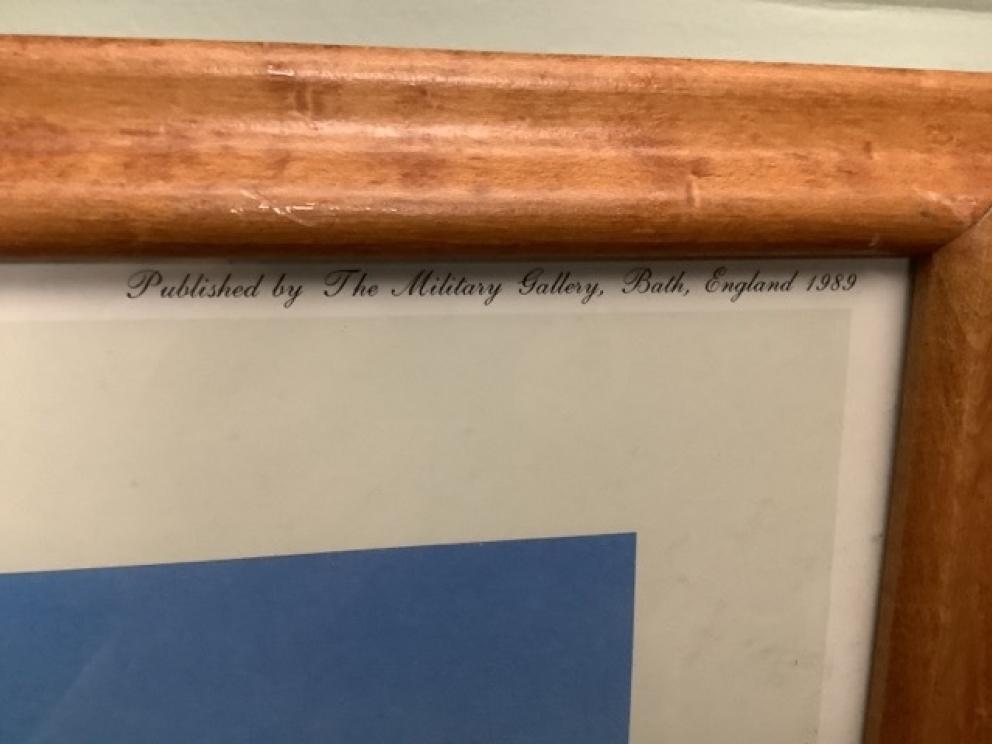 Published by The Military Gallery, Bath, England 1989